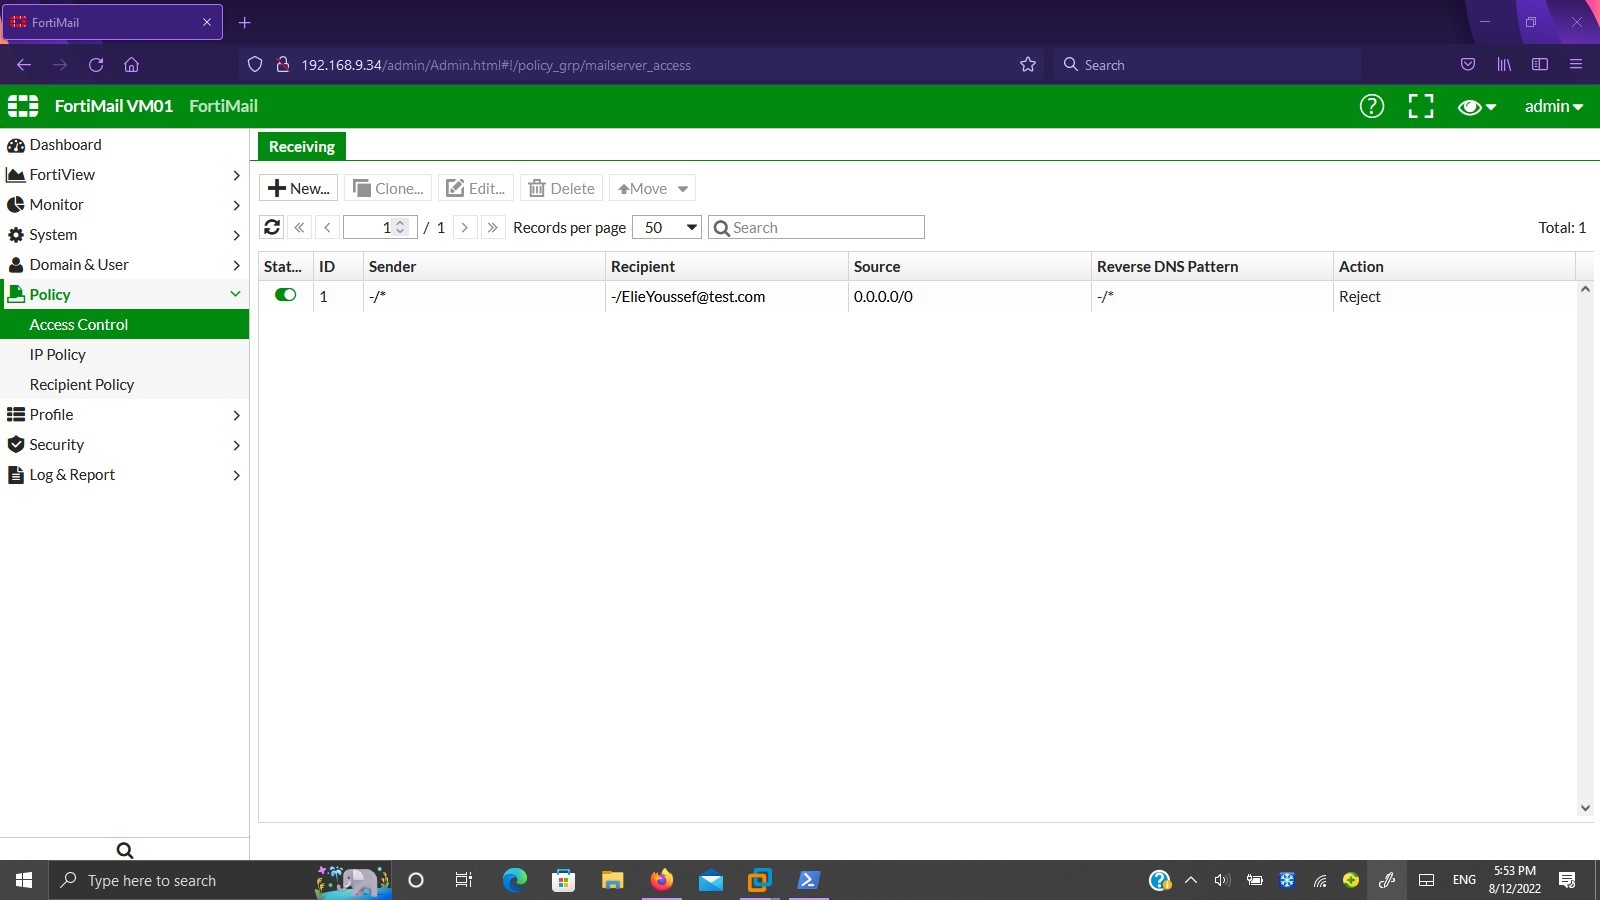 FortiMail
192.168.9.34/admin/Admin.html#!/policy_grp/mailserver_access
Search
FortiMail VM01 FortiMail
admin
Dashboard
FortiView
Monitor
System
Domain & User
Policy
Access Control
IP Policy
Recipient Policy
Profile
Security
Log & Report
Receiving
New... Clone... Edit... Delete Move
1 / 1 Records per page 50 Search Total: 1
Stat... ID Sender Recipient Source Reverse DNS Pattern Action
1 -/* -/ElieYoussef@test.com 0.0.0.0/0 -/* Reject
Type here to search
ENG
5:53 PM
8/12/2022